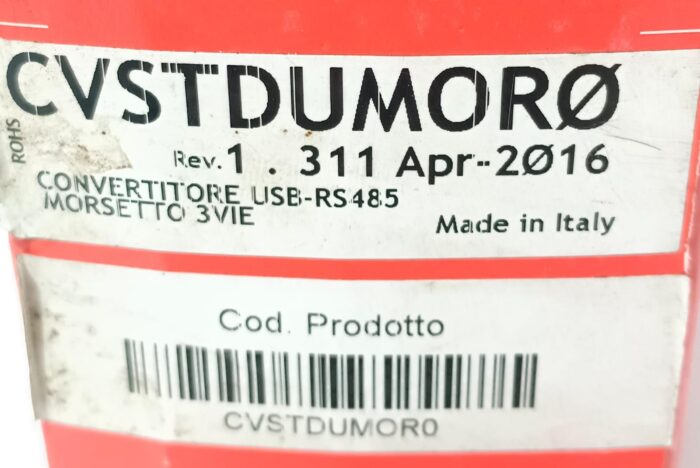 CVSTDUMORØ
ROHS
Rev. 1 . 311 Apr-2Ø16
CONVERTITORE USB-RS485
MORSETTO 3VIE
Made in Italy
Cod. Prodotto
CVSTDUMOR0